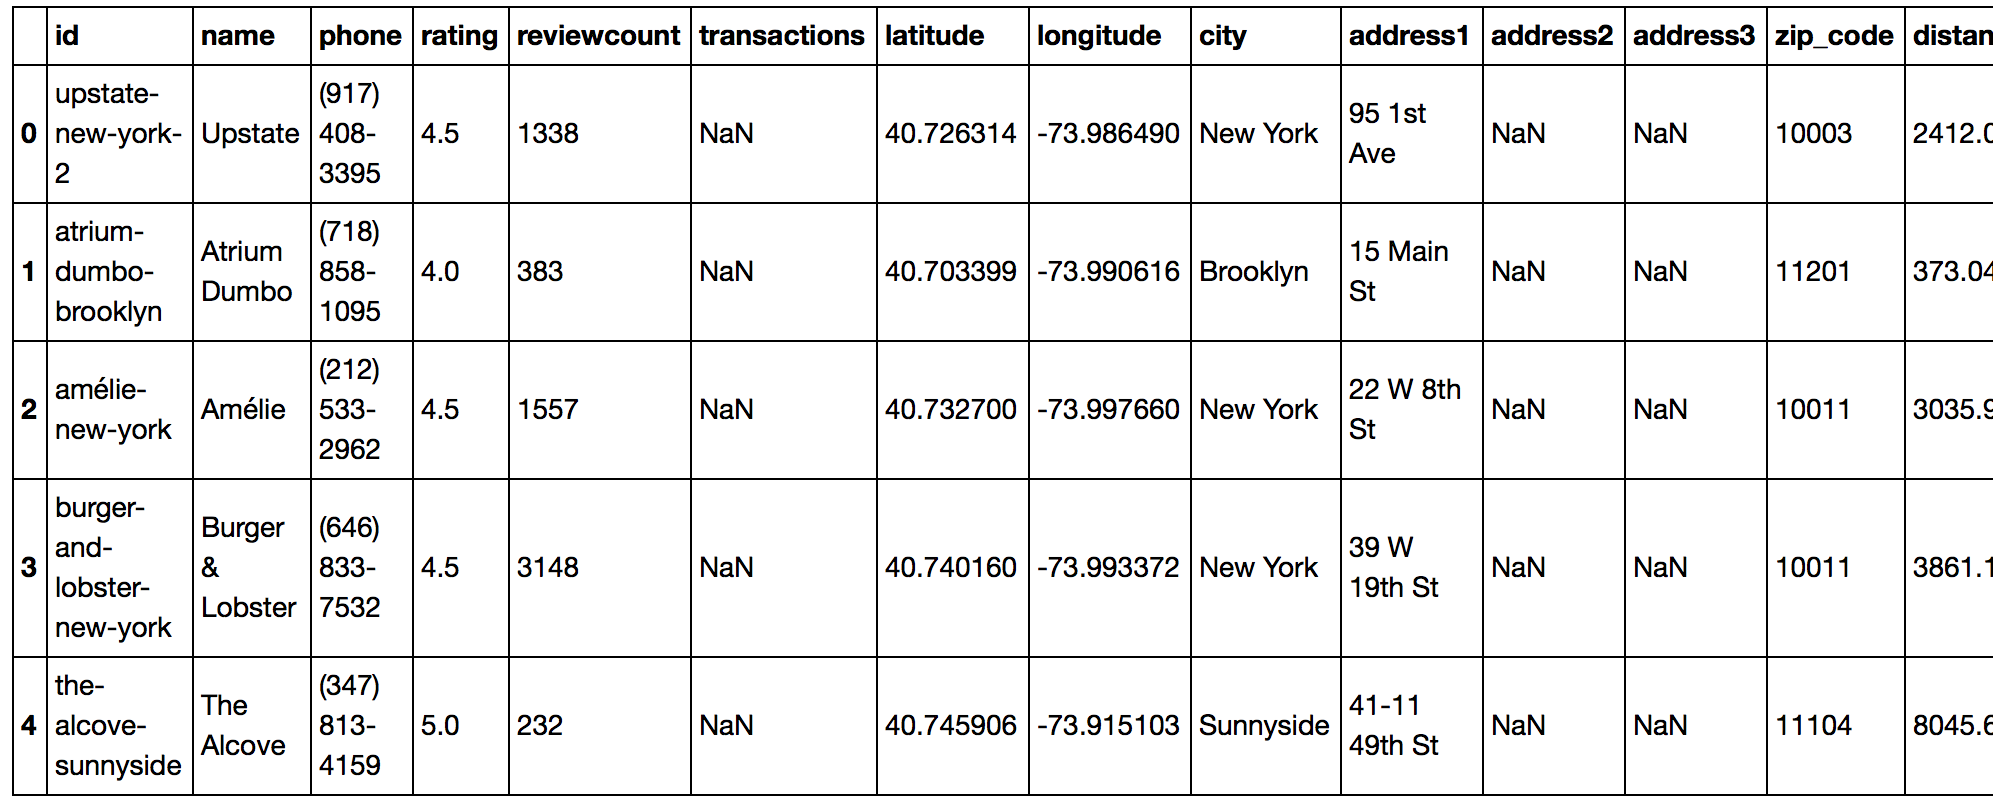 id name phone rating reviewcount transactions latitude longitude city address1 address2 address3 zip_code distan
0 upstate-new-york-2 Upstate (917) 408-3395 4.5 1338 NaN 40.726314 -73.986490 New York 95 1st Ave NaN NaN 10003 2412.0
1 atrium-dumbo-brooklyn Atrium Dumbo (718) 858-1095 4.0 383 NaN 40.703399 -73.990616 Brooklyn 15 Main St NaN NaN 11201 373.04
2 amélie-new-york Amélie (212) 533-2962 4.5 1557 NaN 40.732700 -73.997660 New York 22 W 8th St NaN NaN 10011 3035.9
3 burger-and-lobster-new-york Burger & Lobster (646) 833-7532 4.5 3148 NaN 40.740160 -73.993372 New York 39 W 19th St NaN NaN 10011 3861.1
4 the-alcove-sunnyside The Alcove (347) 813-4159 5.0 232 NaN 40.745906 -73.915103 Sunnyside 41-11 49th St NaN NaN 11104 8045.6